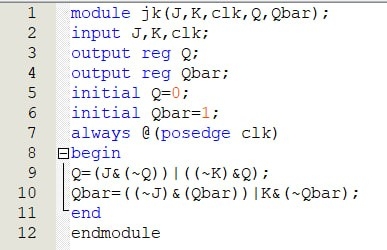 1 module jk(J,K,clk,Q,Qbar);
2 input J,K,clk;
3 output reg Q;
4 output reg Qbar;
5 initial Q=0;
6 initial Qbar=1;
7 always @(posedge clk)
8 begin
9 Q=(J&(~Q))|((~K)&Q);
10 Qbar=((~J)&(Qbar))|K&(~Qbar);
11 end
12 endmodule